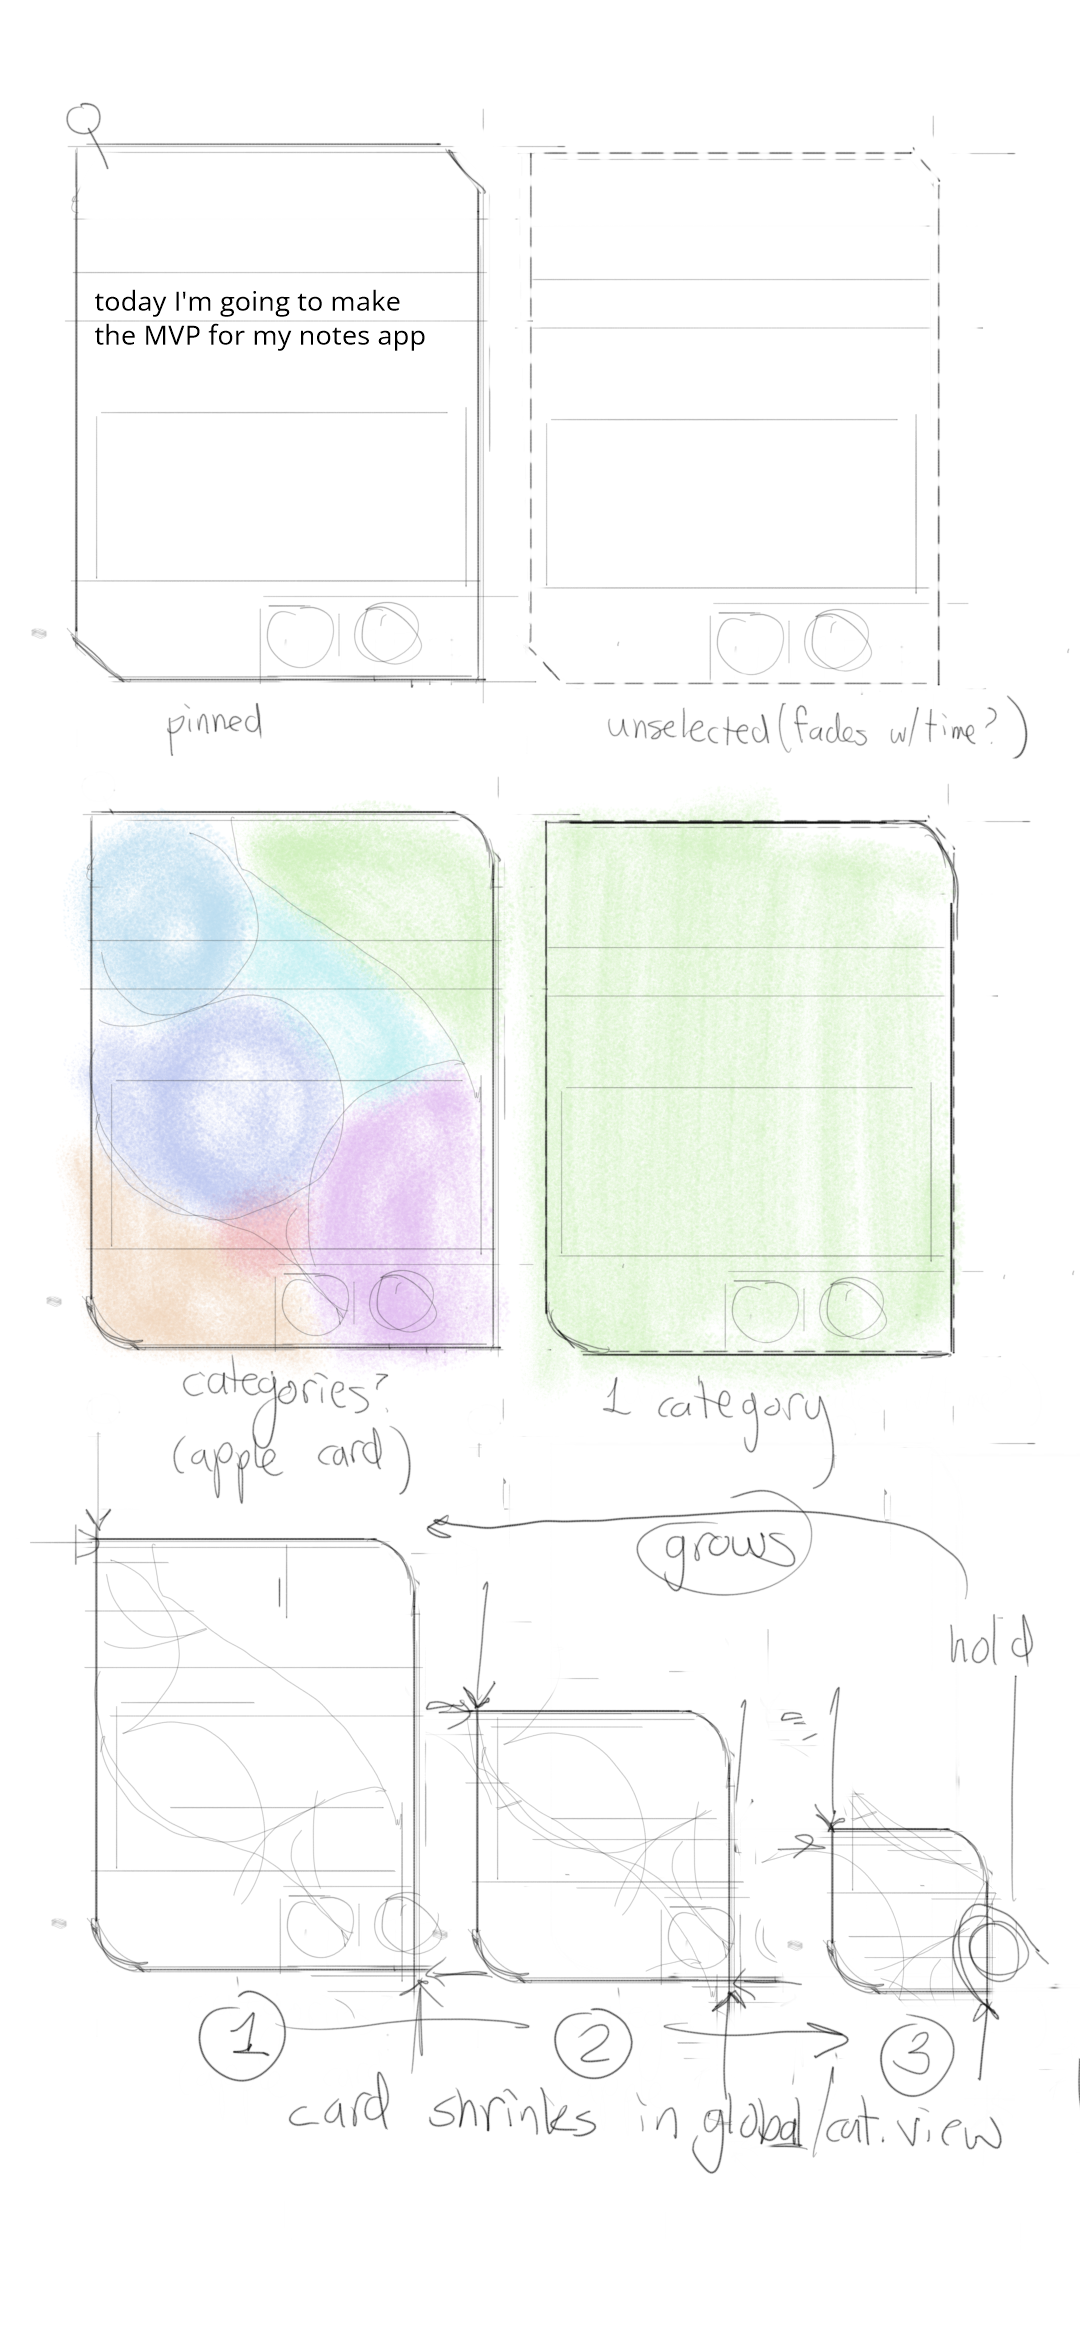 today I'm going to make
the MVP for my notes app
pinned
unselected (fades w/time?)
categories?
(apple card)
1 category
grows
hold
1
2
3
card shrinks in global/cat. view